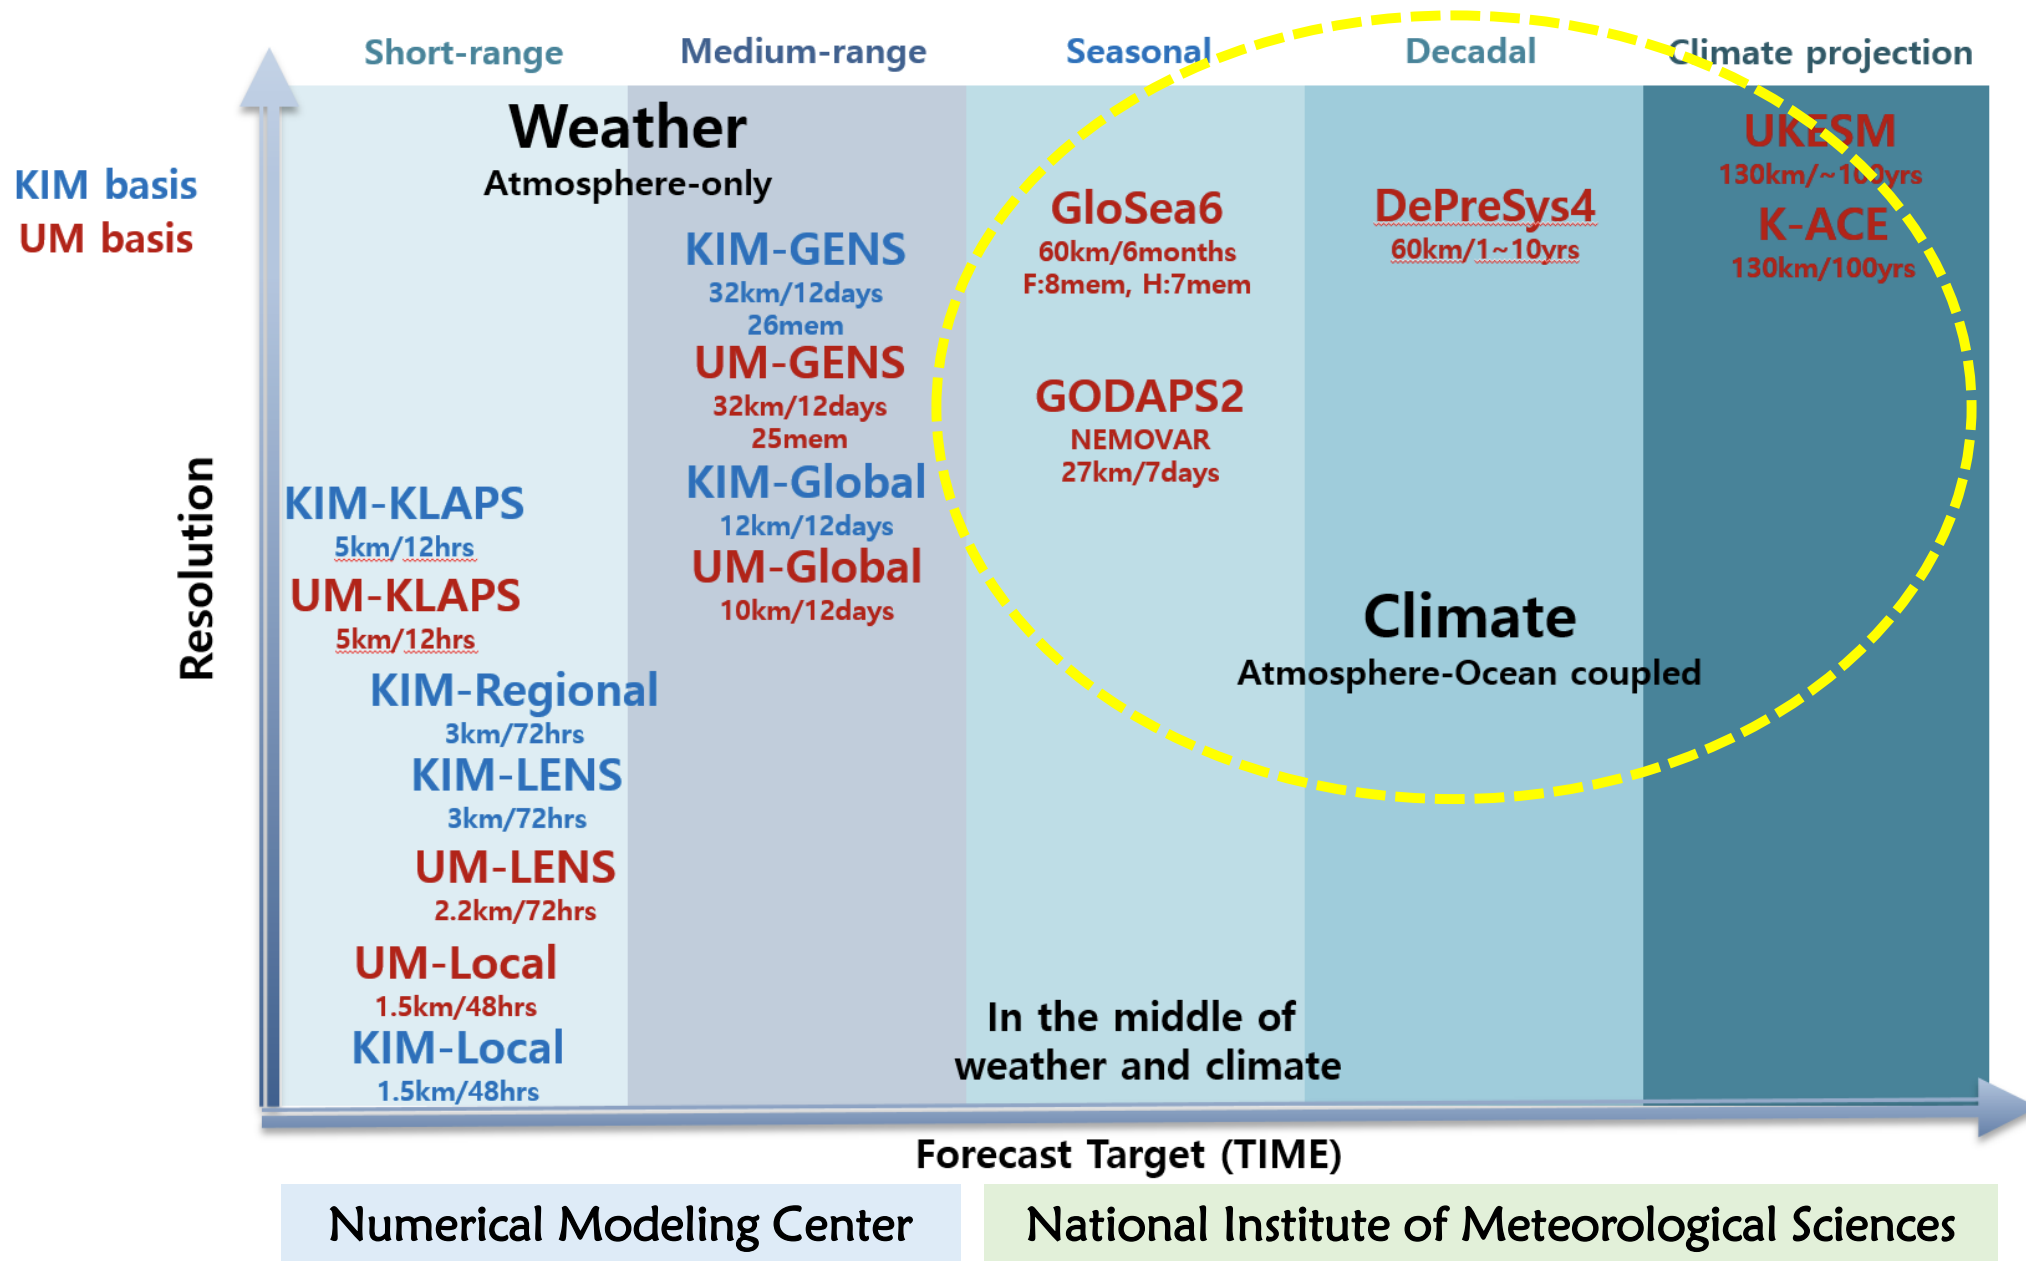 Short-range
Medium-range
Seasonal
Decadal
Climate projection
KIM basis
UM basis
Resolution
Weather
Atmosphere-only
KIM-KLAPS
5km/12hrs
UM-KLAPS
5km/12hrs
KIM-Regional
3km/72hrs
KIM-LENS
3km/72hrs
UM-LENS
2.2km/72hrs
UM-Local
1.5km/48hrs
KIM-Local
1.5km/48hrs
KIM-GENS
32km/12days
26mem
UM-GENS
32km/12days
25mem
KIM-Global
12km/12days
UM-Global
10km/12days
GloSea6
60km/6months
F:8mem, H:7mem
GODAPS2
NEMOVAR
27km/7days
DePreSys4
60km/1~10yrs
UKESM
130km/~100yrs
K-ACE
130km/100yrs
Climate
Atmosphere-Ocean coupled
In the middle of
weather and climate
Forecast Target (TIME)
Numerical Modeling Center
National Institute of Meteorological Sciences